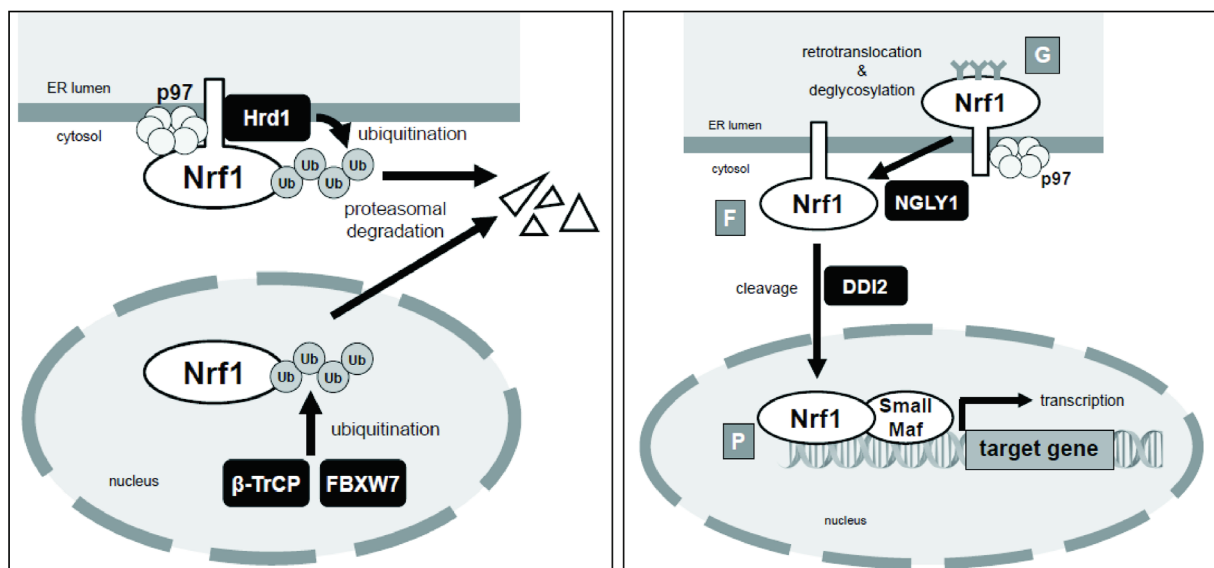 ER lumen
p97
Hrd1
cytosol
ubiquitination
Nrf1
Ub
Ub
Ub
Ub
proteasomal
degradation
Nrf1
Ub
Ub
Ub
Ub
ubiquitination
nucleus
β-TrCP
FBXW7
retrotranslocation
&
deglycosylation
G
Nrf1
ER lumen
cytosol
p97
F
Nrf1
NGLY1
cleavage
DDI2
P
Nrf1
Small
Maf
transcription
target gene
nucleus